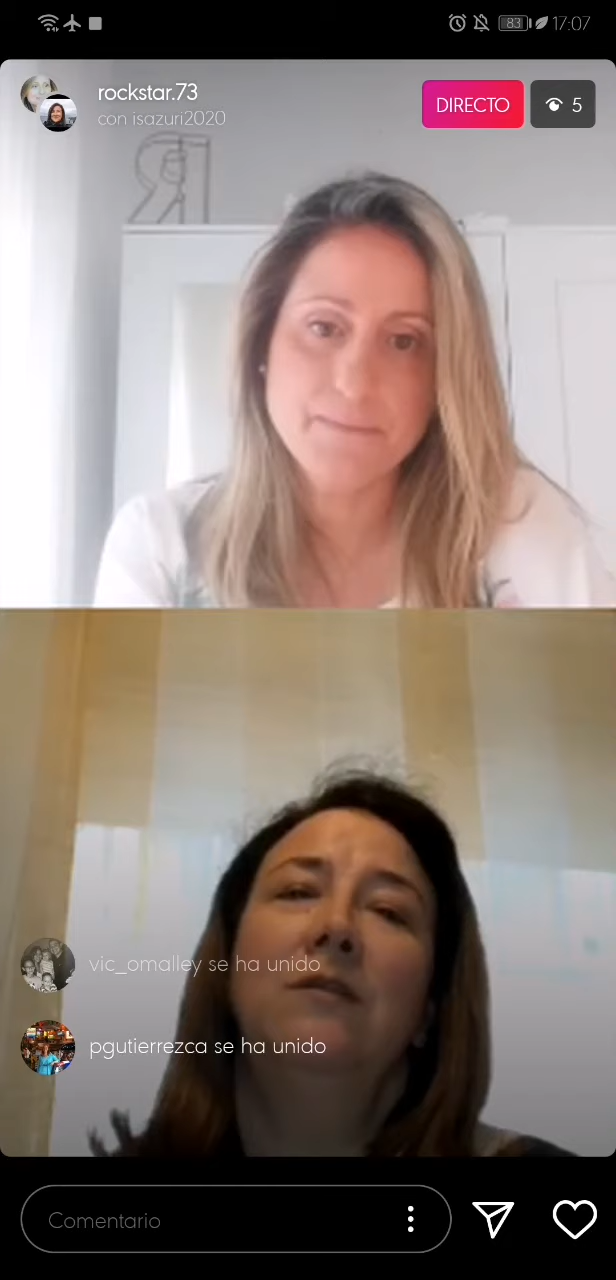 83 17:07
rockstar.73
con isazuri2020
DIRECTO
5
R
vic_omalley se ha unido
pgutierrezca se ha unido
Comentario